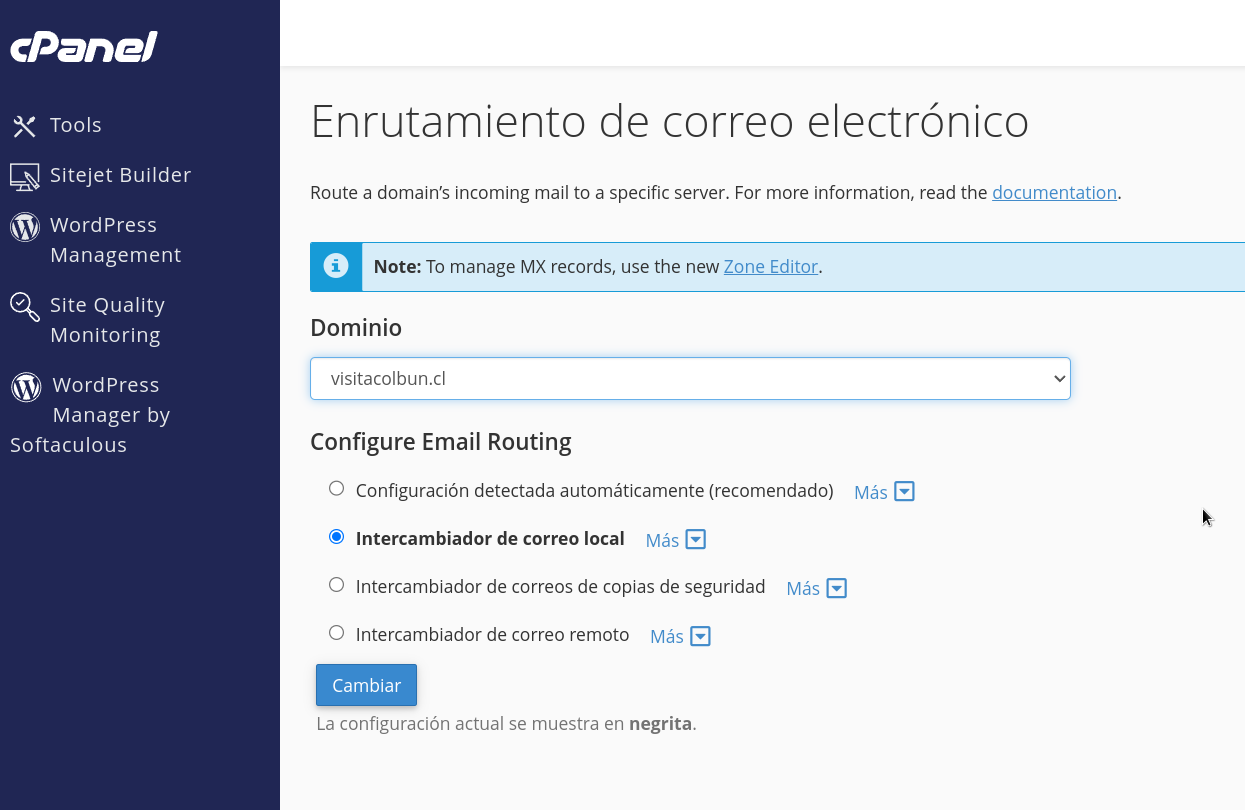 cPanel
Tools
Sitejet Builder
WordPress
Management
Site Quality
Monitoring
WordPress
Manager by
Softaculous
Enrutamiento de correo electrónico
Route a domain’s incoming mail to a specific server. For more information, read the documentation.
Note: To manage MX records, use the new Zone Editor.
Dominio
visitacolbun.cl
Configure Email Routing
Configuración detectada automáticamente (recomendado) Más
Intercambiador de correo local Más
Intercambiador de correos de copias de seguridad Más
Intercambiador de correo remoto Más
Cambiar
La configuración actual se muestra en negrita.